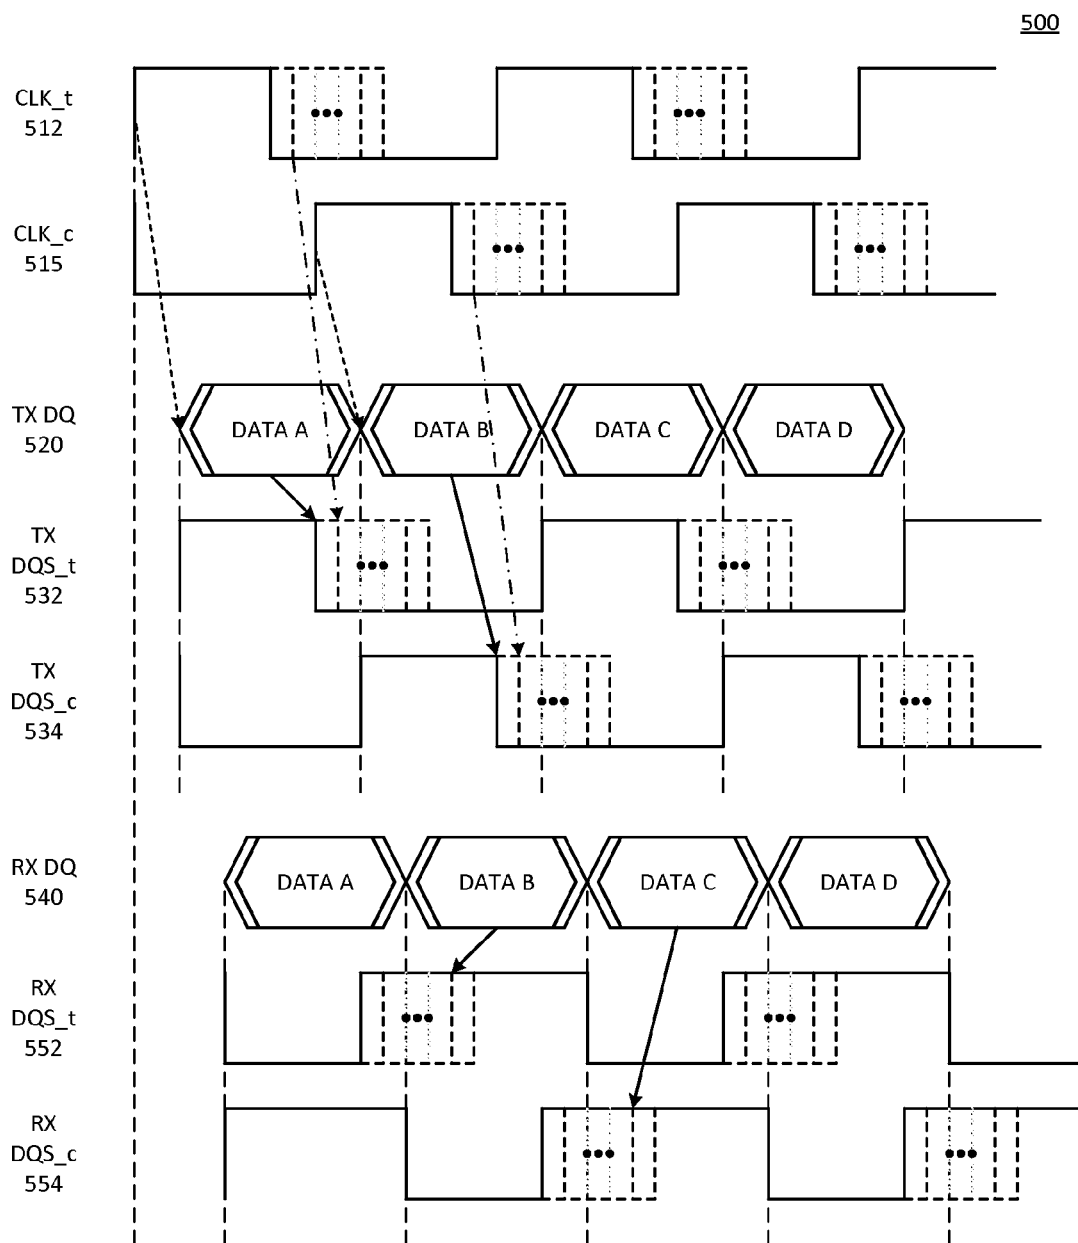 500
CLK_t
512
CLK_c
515
TX DQ
520
DATA A
DATA B
DATA C
DATA D
TX
DQS_t
532
TX
DQS_c
534
RX DQ
540
DATA A
DATA B
DATA C
DATA D
RX
DQS_t
552
RX
DQS_c
554